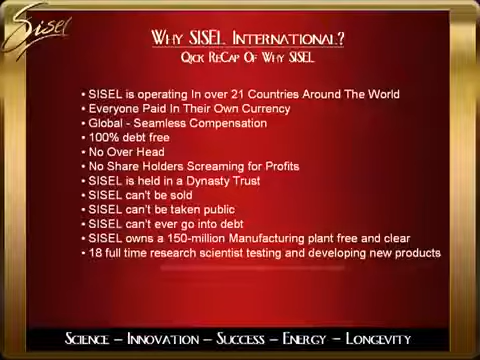 Sisel
Why SISEL International?
Qick ReCap Of Why SISEL
• SISEL is operating In over 21 Countries Around The World
• Everyone Paid In Their Own Currency
• Global - Seamless Compensation
• 100% debt free
• No Over Head
• No Share Holders Screaming for Profits
• SISEL is held in a Dynasty Trust
• SISEL can't be sold
• SISEL can't be taken public
• SISEL can't ever go into debt
• SISEL owns a 150-million Manufacturing plant free and clear
• 18 full time research scientist testing and developing new products
Science – Innovation – Success – Energy – Longevity